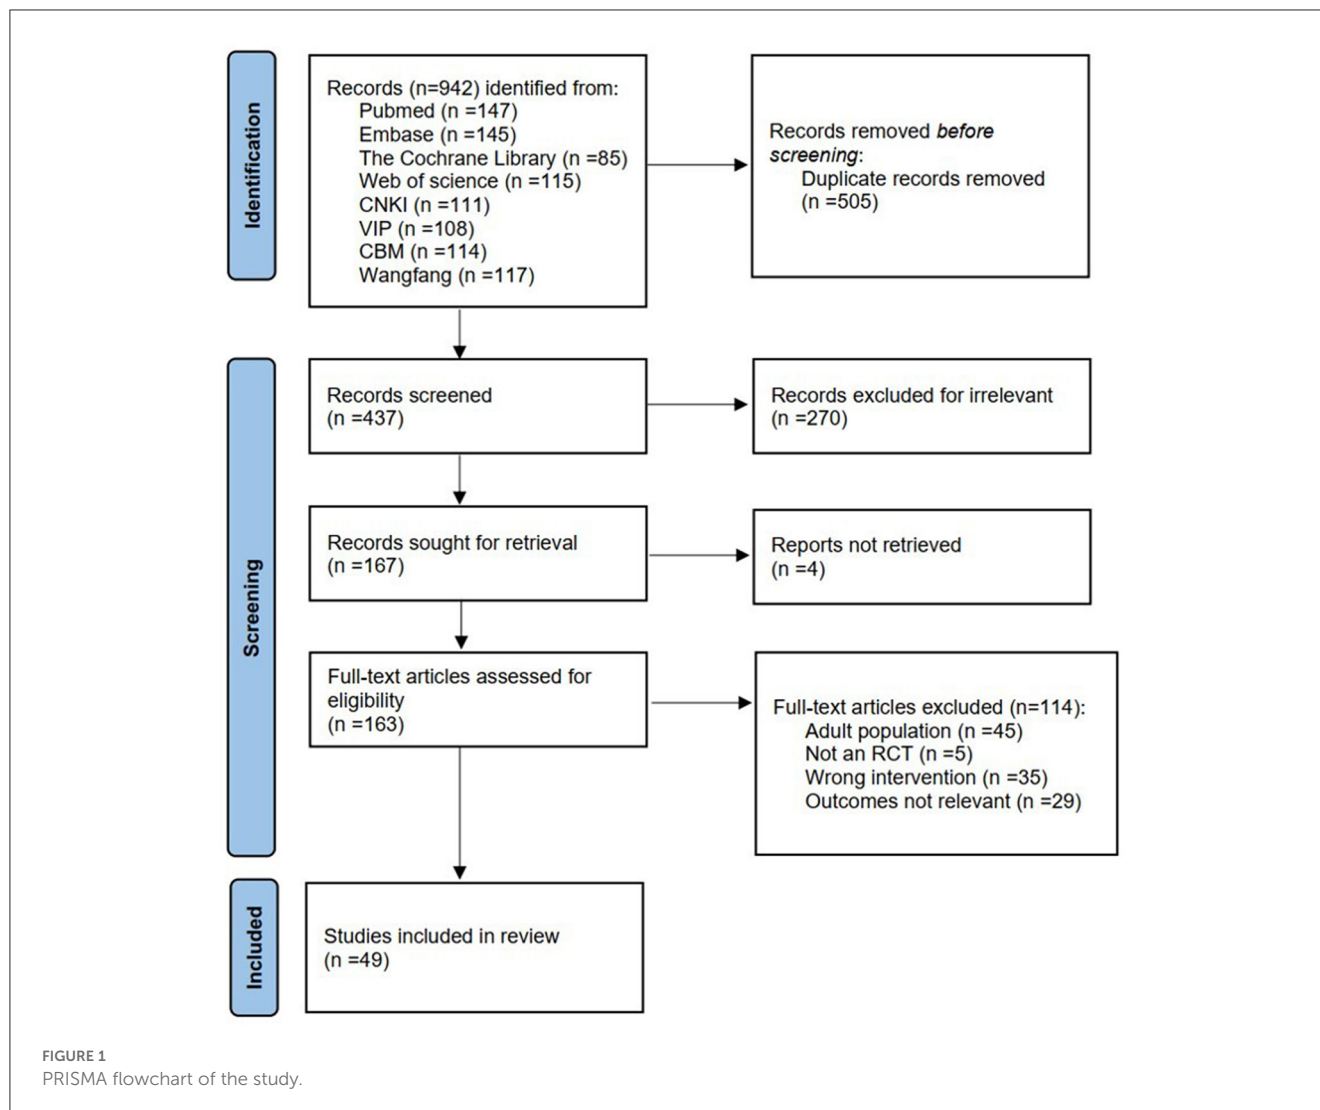 Identification
Records (n=942) identified from:
Pubmed (n =147)
Embase (n =145)
The Cochrane Library (n =85)
Web of science (n =115)
CNKI (n =111)
VIP (n =108)
CBM (n =114)
Wangfang (n =117)
Records removed before
screening:
Duplicate records removed
(n =505)
Screening
Records screened
(n =437)
Records excluded for irrelevant
(n =270)
Records sought for retrieval
(n =167)
Reports not retrieved
(n =4)
Full-text articles assessed for
eligibility
(n =163)
Full-text articles excluded (n=114):
Adult population (n =45)
Not an RCT (n =5)
Wrong intervention (n =35)
Outcomes not relevant (n =29)
Included
Studies included in review
(n =49)
FIGURE 1
PRISMA flowchart of the study.